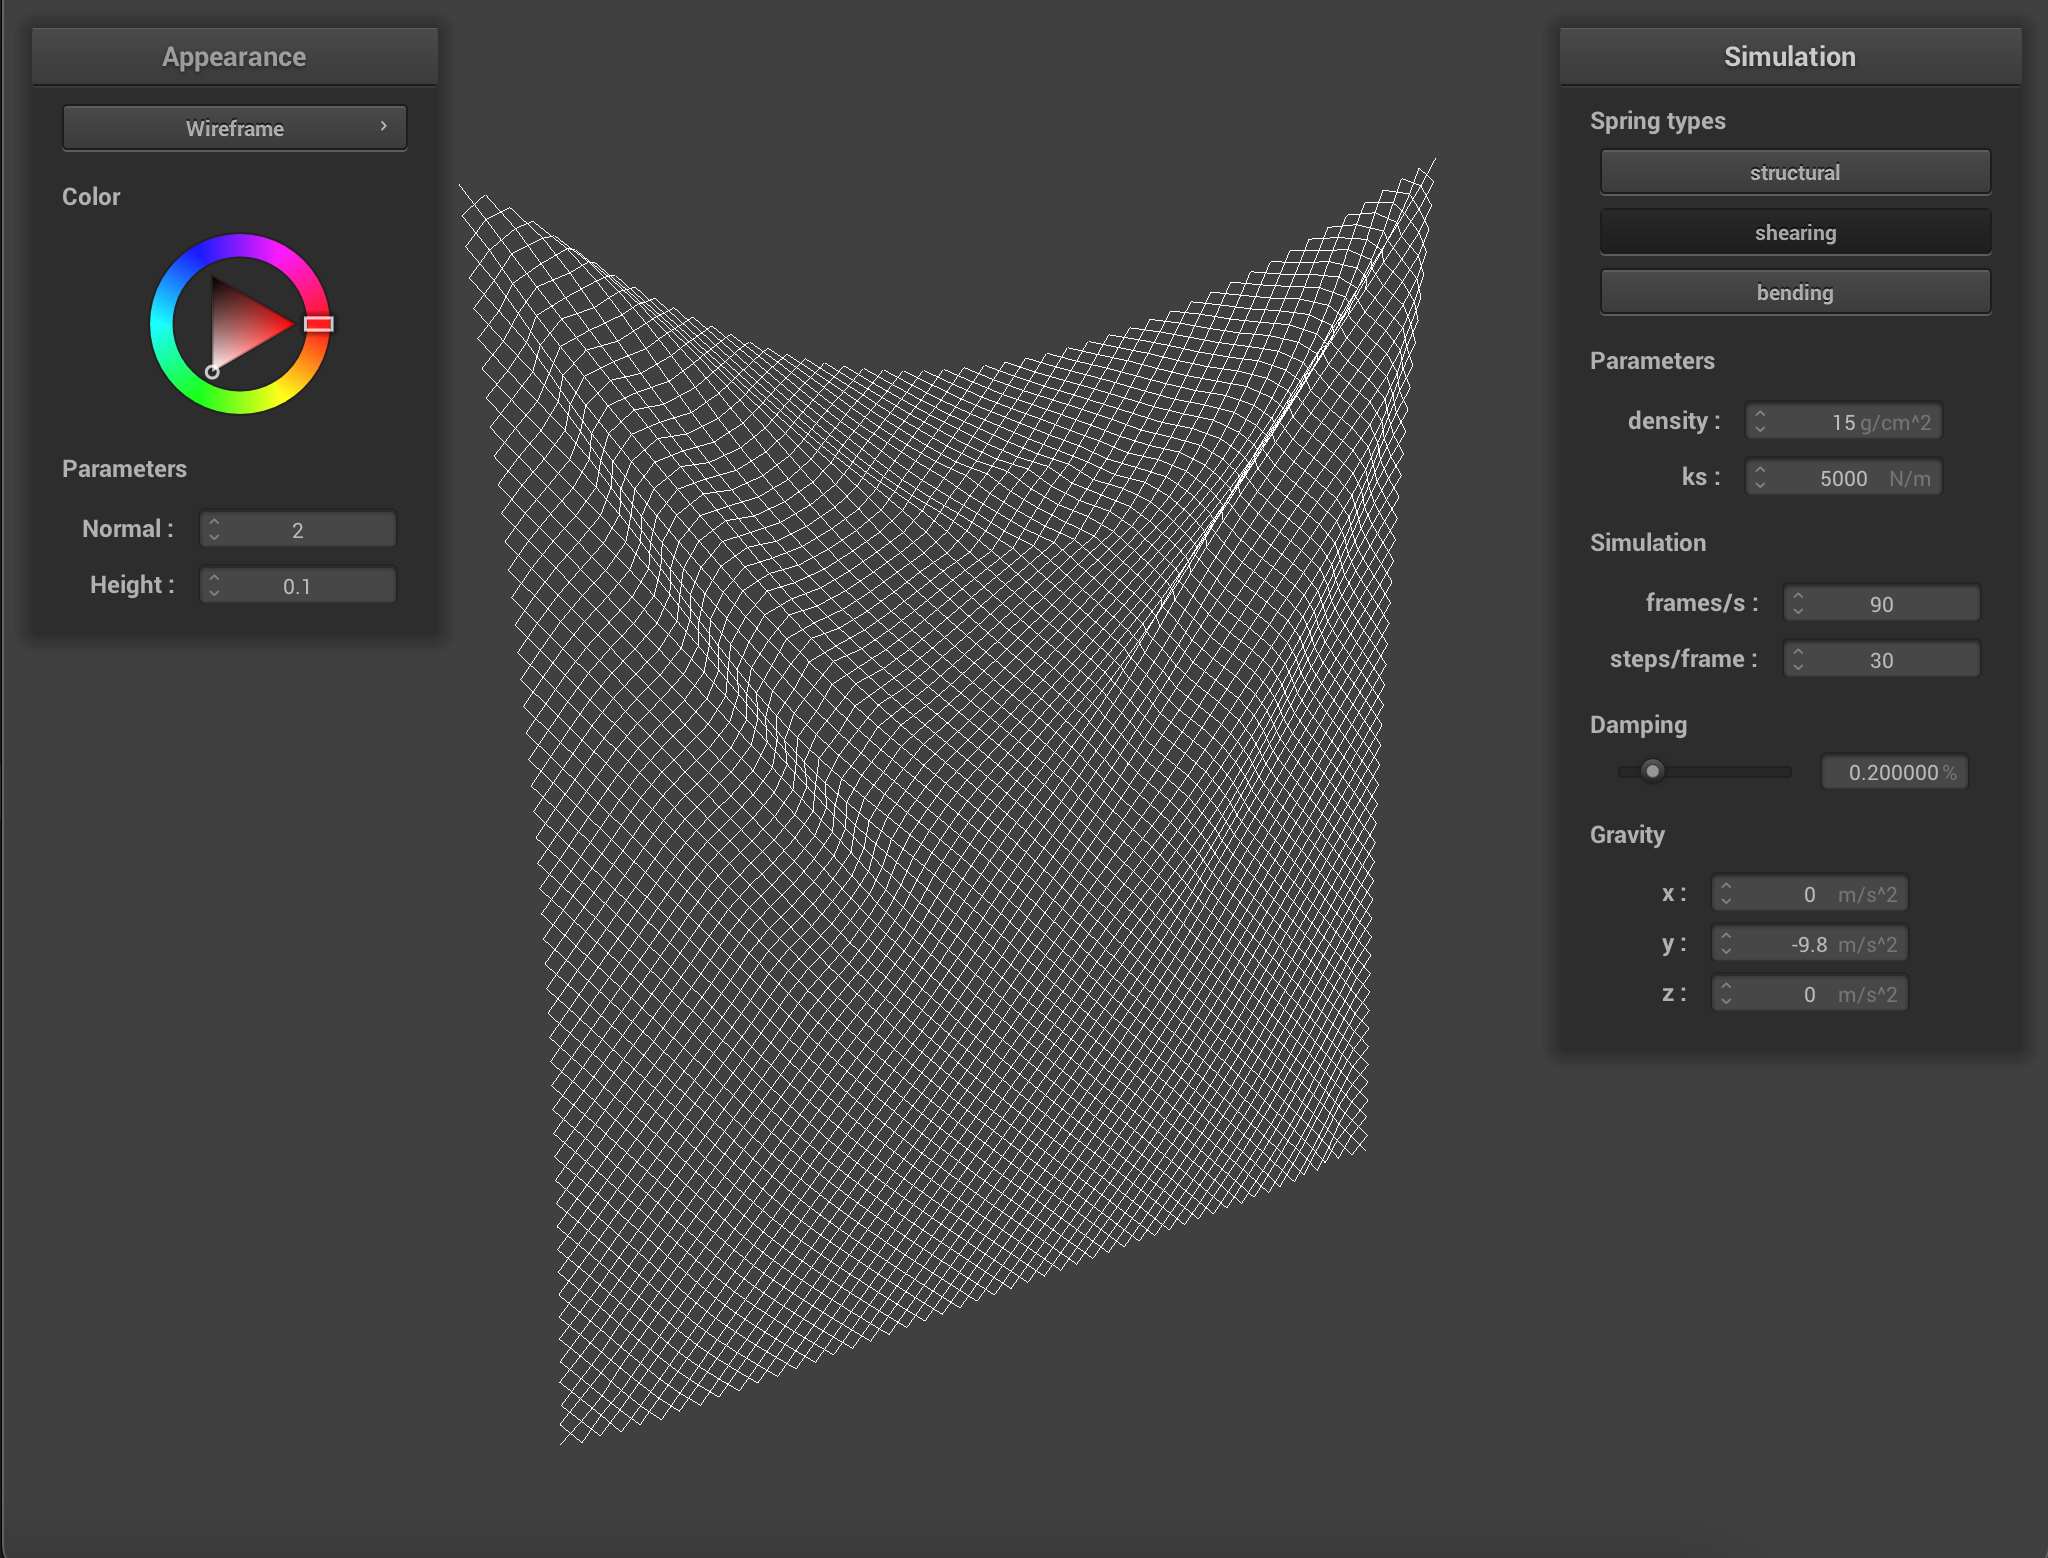 Appearance
Wireframe
Color
Parameters
Normal : 2
Height : 0.1
Simulation
Spring types
structural
shearing
bending
Parameters
density : 15 g/cm^2
ks : 5000 N/m
Simulation
frames/s : 90
steps/frame : 30
Damping
0.200000 %
Gravity
x : 0 m/s^2
y : -9.8 m/s^2
z : 0 m/s^2